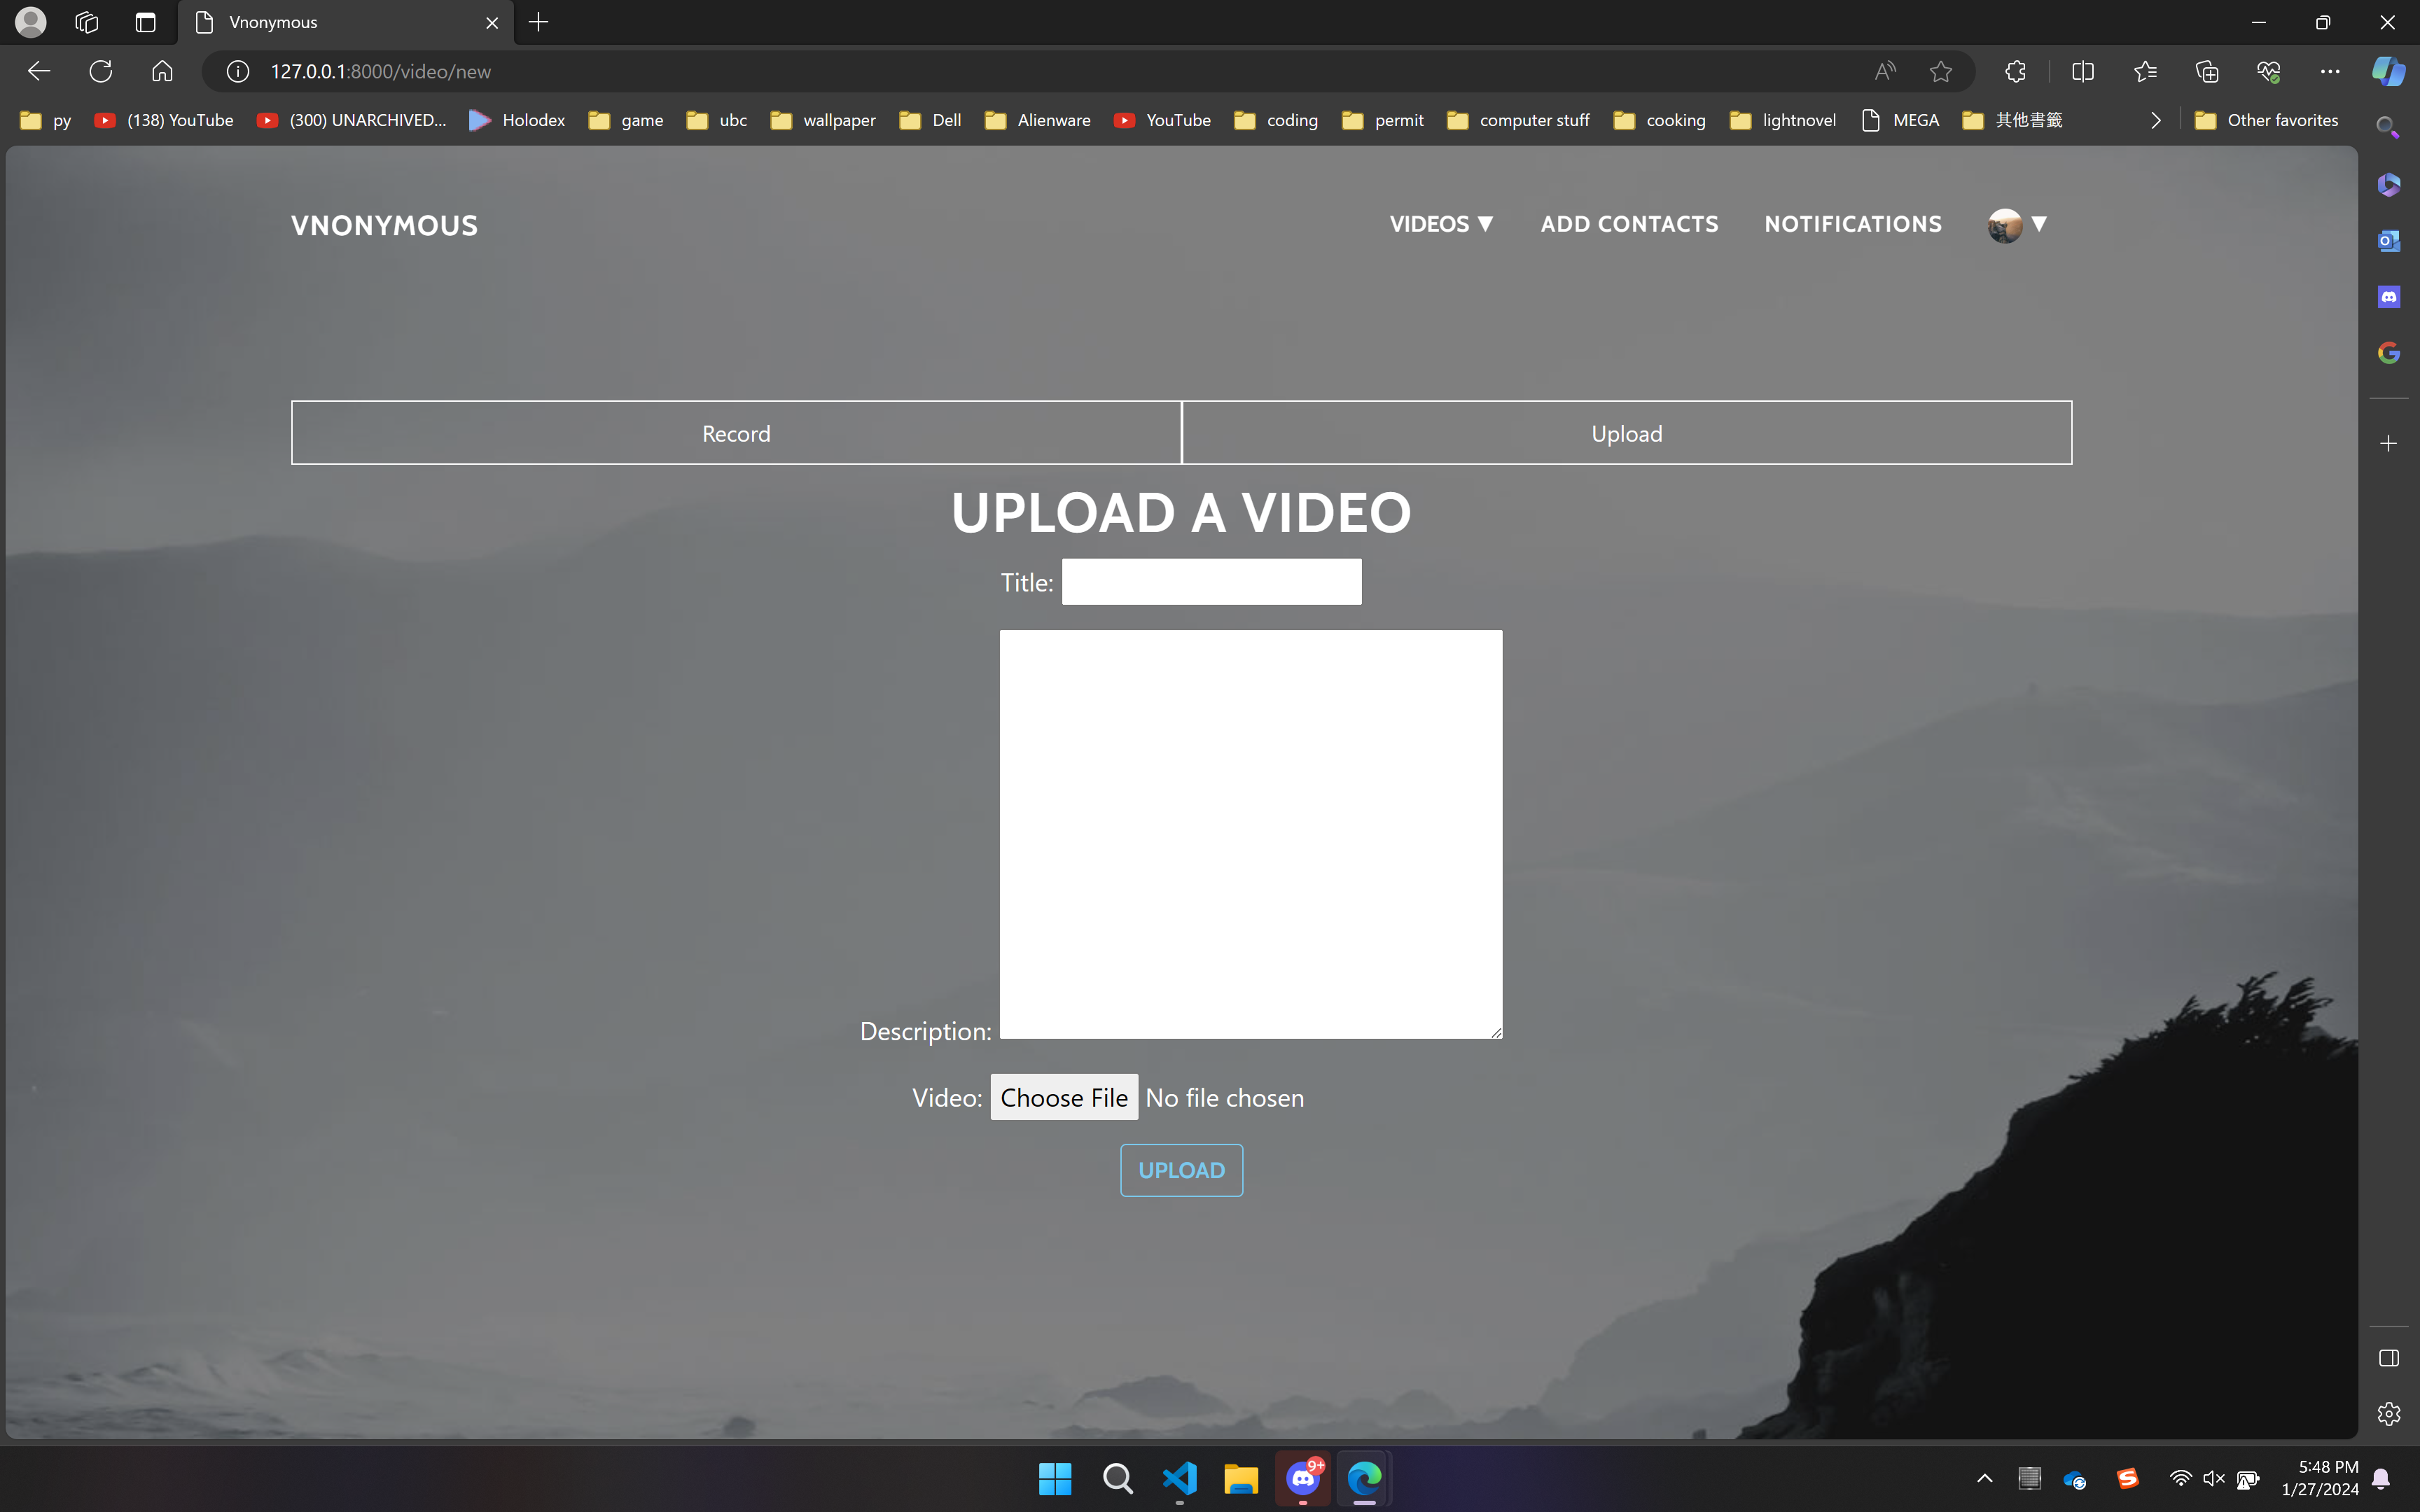 Vnonymous
127.0.0.1:8000/video/new
py (138) YouTube (300) UNARCHIVED... Holodex game ubc wallpaper Dell Alienware YouTube coding permit computer stuff cooking lightnovel MEGA 其他書籤 Other favorites
VNONYMOUS VIDEOS ▼ ADD CONTACTS NOTIFICATIONS ▼
Record Upload
UPLOAD A VIDEO
Title:
Description:
Video: Choose File No file chosen
UPLOAD
9+
5:48 PM
1/27/2024